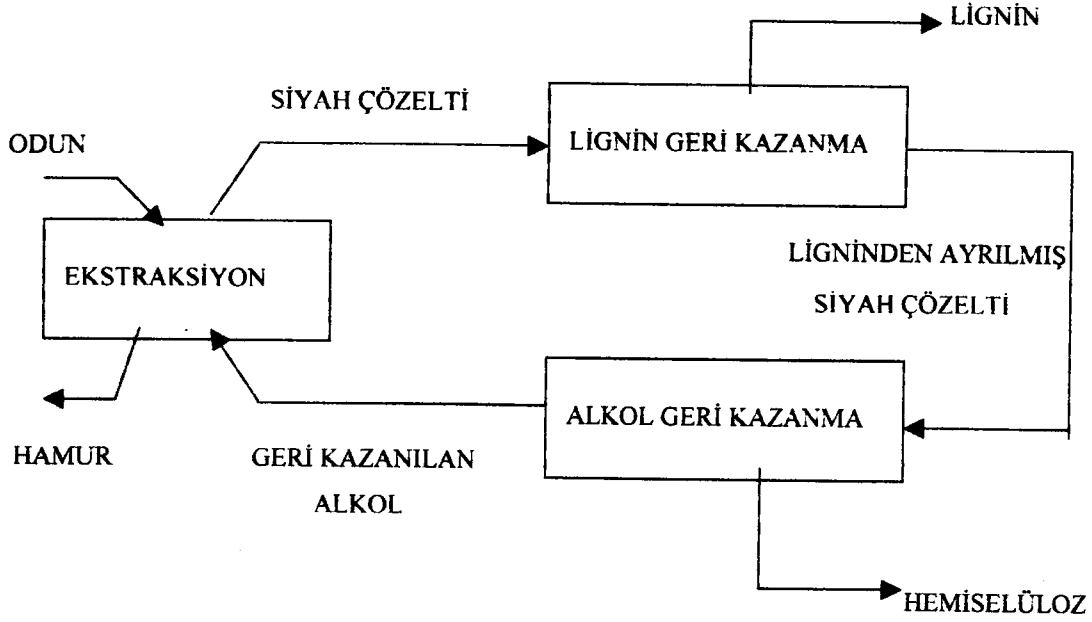 LİGNİN
SİYAH ÇÖZELTİ
ODUN
LİGNİN GERİ KAZANMA
LİGNİNDEN AYRILMIŞ
SİYAH ÇÖZELTİ
EKSTRAKSİYON
ALKOL GERİ KAZANMA
HAMUR
GERİ KAZANILAN
ALKOL
HEMİSELÜLOZ